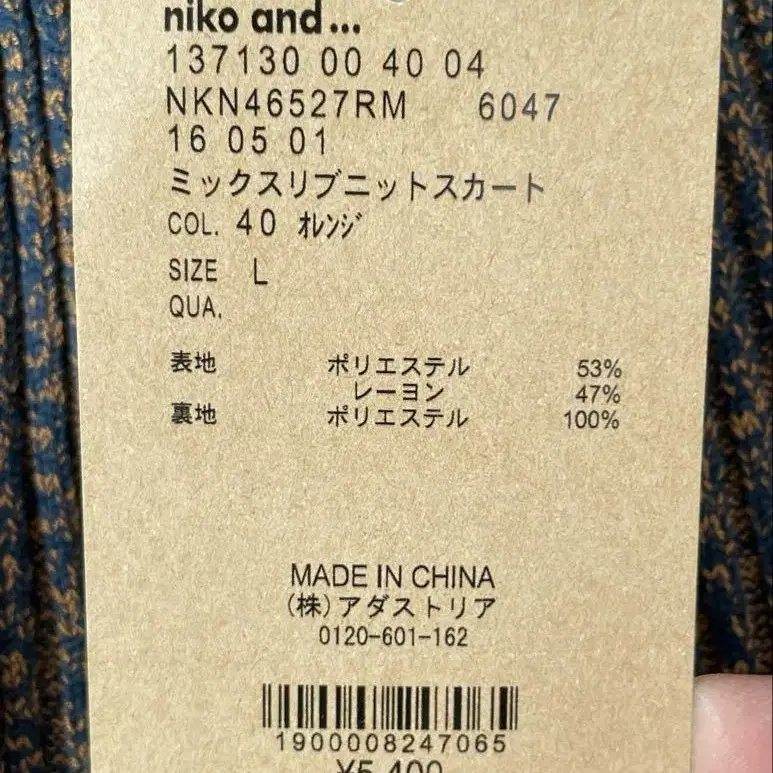 niko and...
137130 00 40 04
NKN46527RM 6047
16 05 01
ミックスリブニットスカート
COL. 40 ｵﾚﾝｼﾞ
SIZE L
QUA.
表地 ポリエステル 53%
レーヨン 47%
裏地 ポリエステル 100%
MADE IN CHINA
(株)アダストリア
0120-601-162
1900008247065
¥5,400